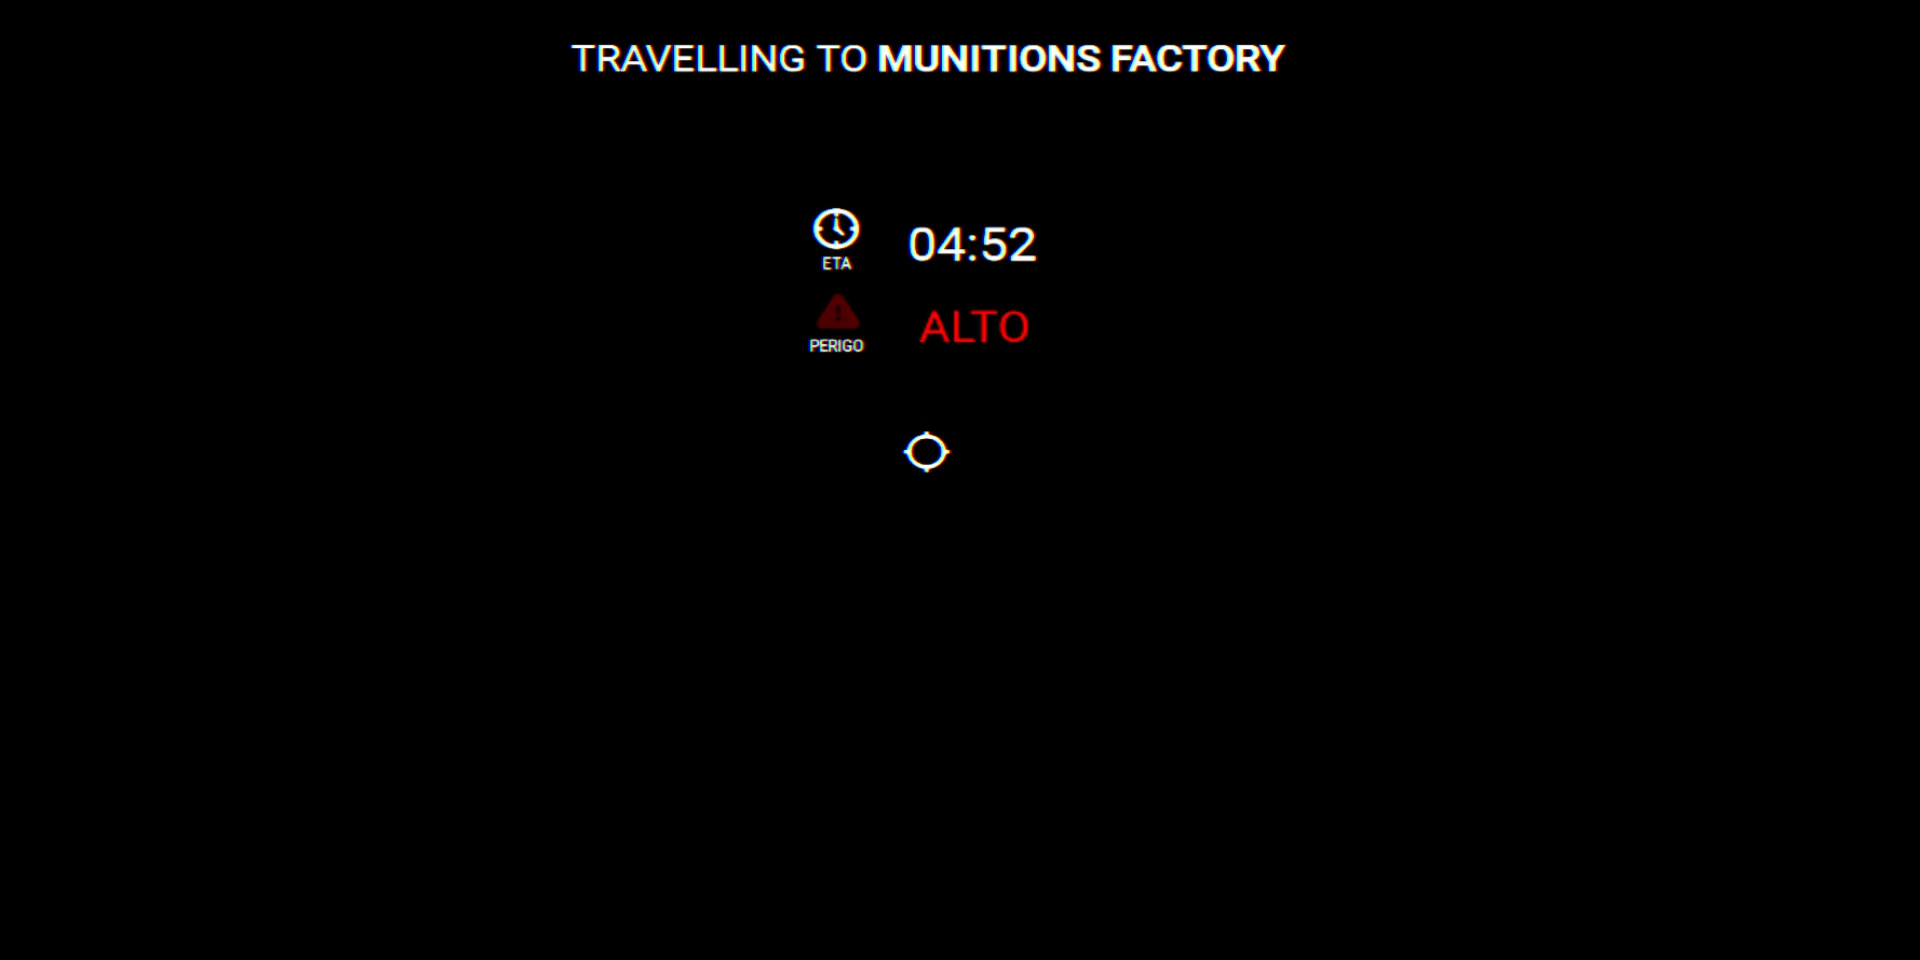 TRAVELLING TO MUNITIONS FACTORY
04:52
ETA
ALTO
PERIGO